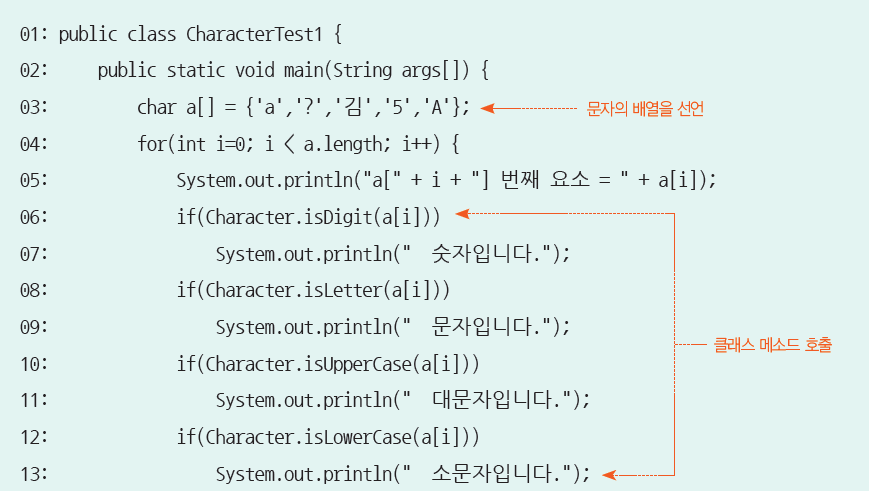 01: public class CharacterTest1 {
02: public static void main(String args[]) {
03: char a[] = {'a','?','김','5','A'}; 문자의 배열을 선언
04: for(int i=0; i < a.length; i++) {
05: System.out.println("a[" + i + "] 번째 요소 = " + a[i]);
06: if(Character.isDigit(a[i]))
07: System.out.println("  숫자입니다.");
08: if(Character.isLetter(a[i]))
09: System.out.println("  문자입니다.");
클래스 메소드 호출
10: if(Character.isUpperCase(a[i]))
11: System.out.println("  대문자입니다.");
12: if(Character.isLowerCase(a[i]))
13: System.out.println("  소문자입니다.");